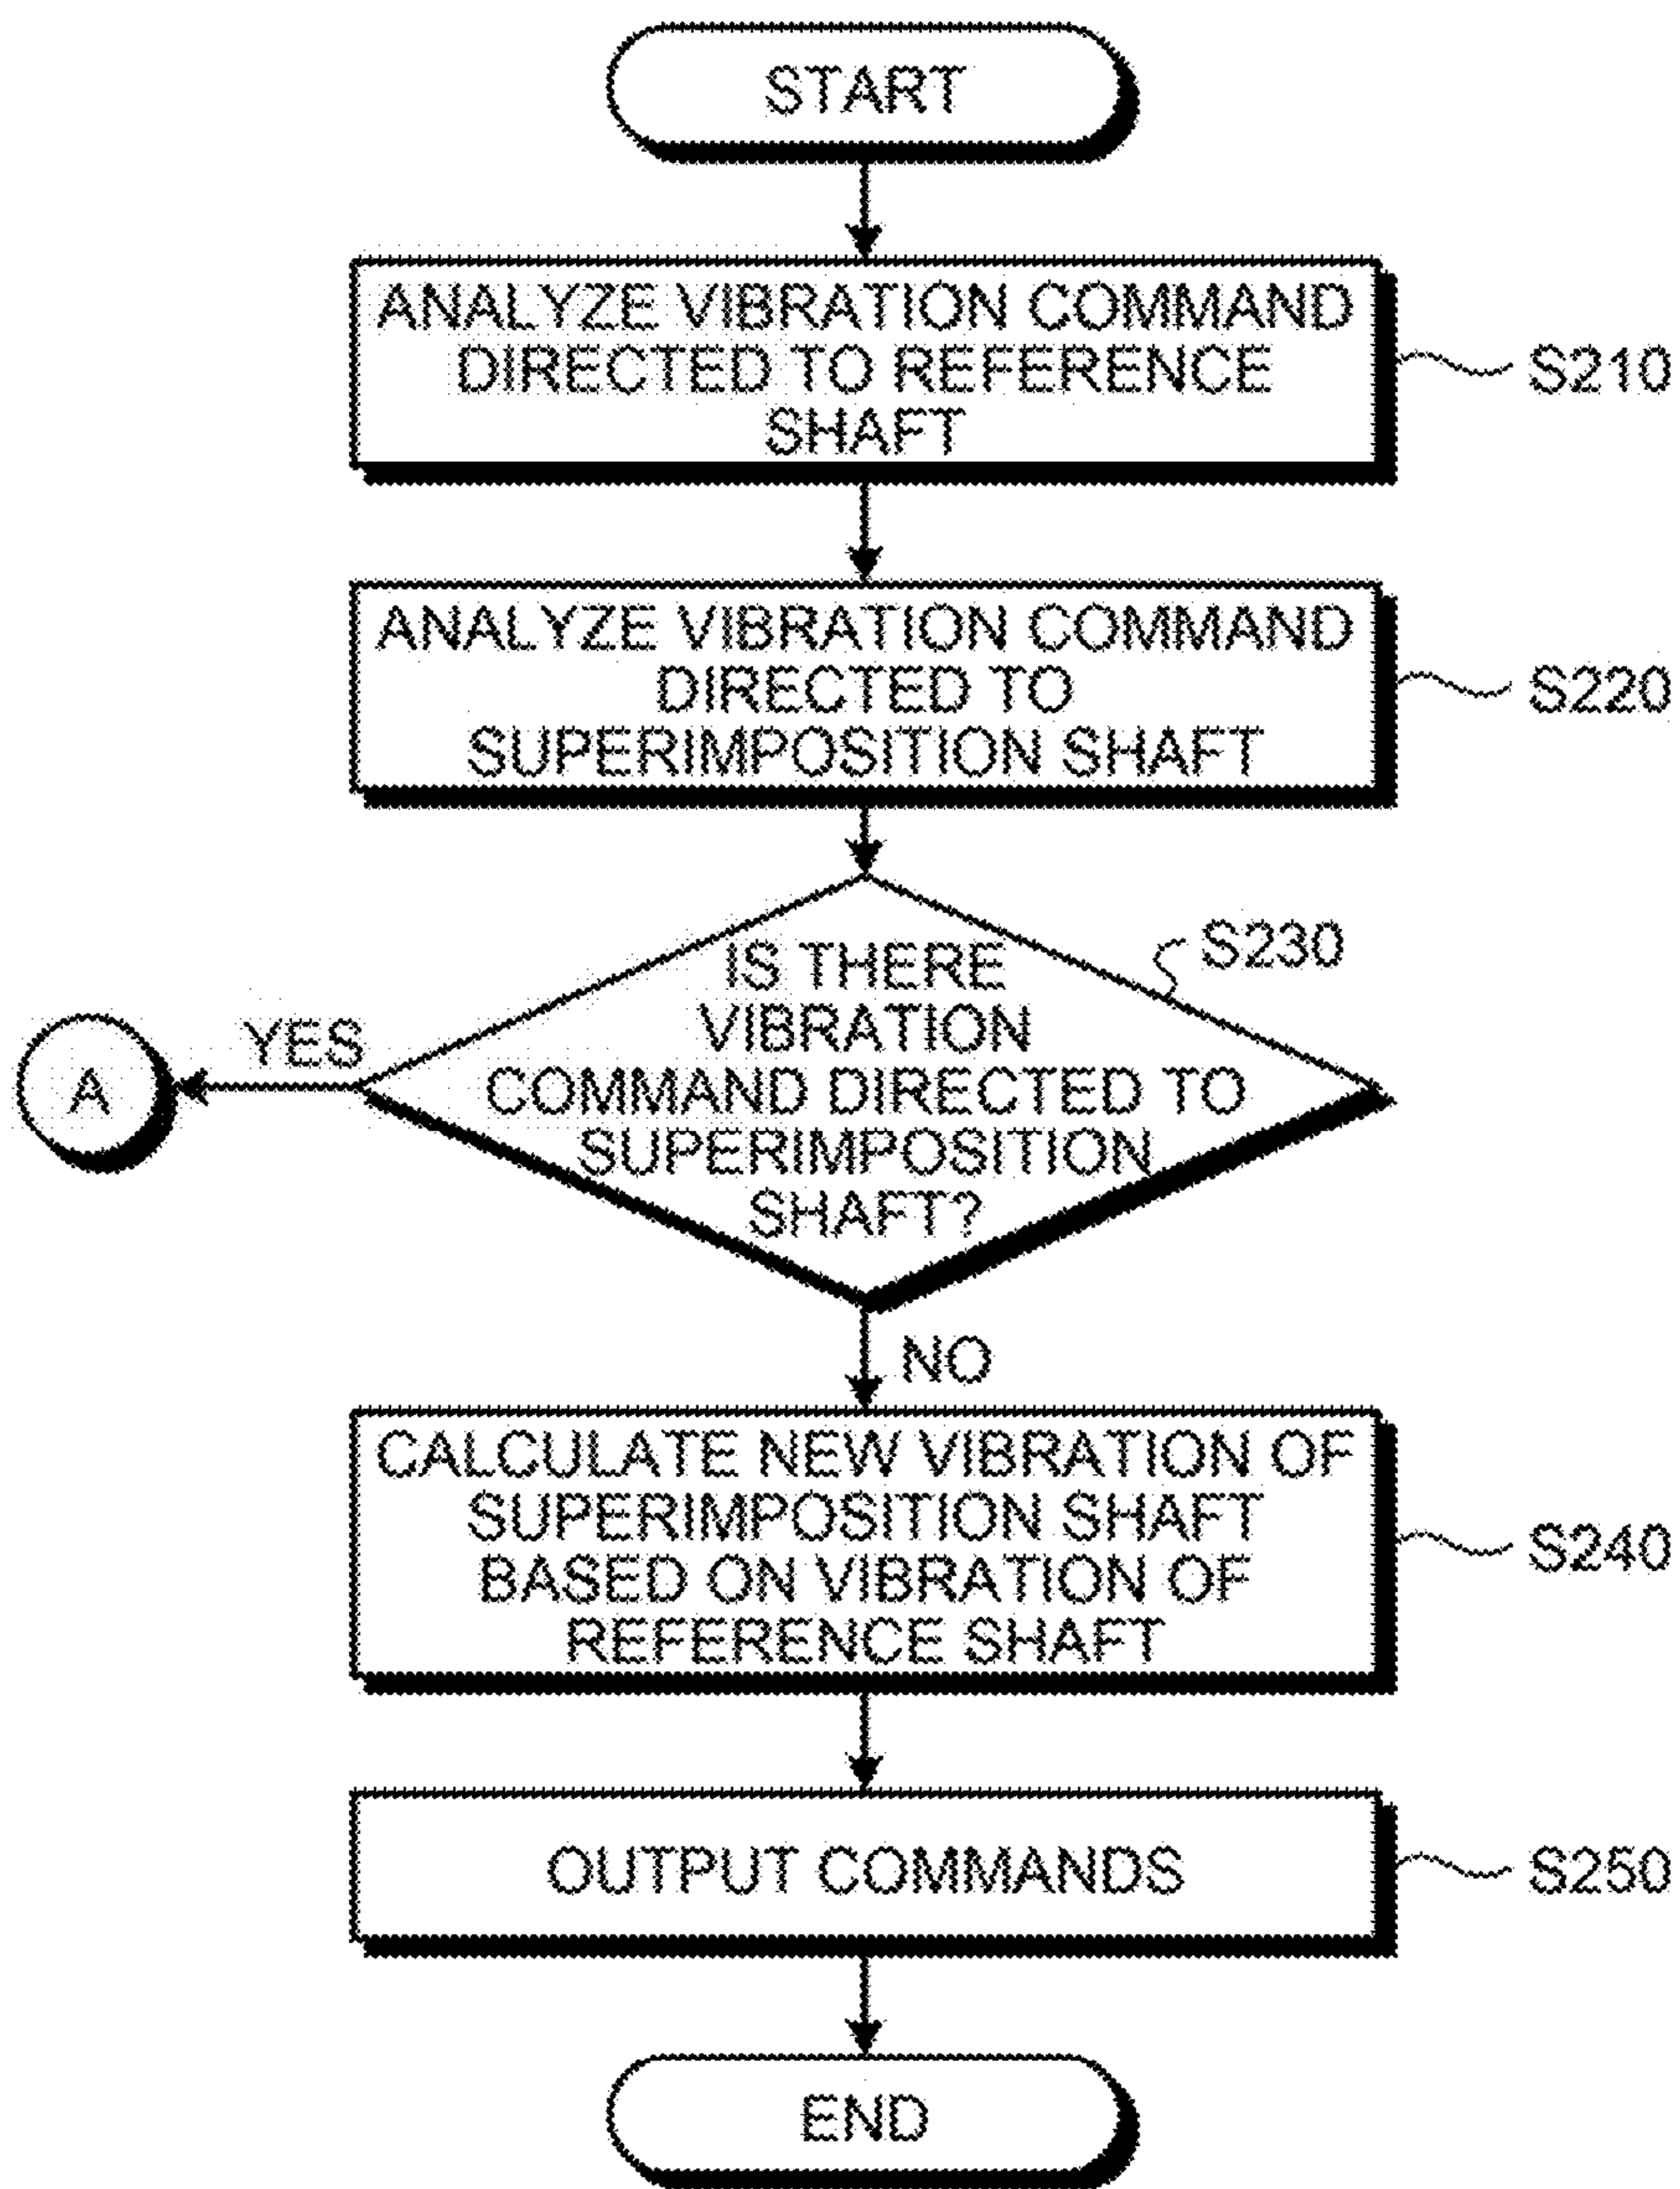 START
ANALYZE VIBRATION COMMAND
DIRECTED TO REFERENCE
SHAFT
S210
ANALYZE VIBRATION COMMAND
DIRECTED TO
SUPERIMPOSITION SHAFT
S220
S230
IS THERE
VIBRATION
COMMAND DIRECTED TO
SUPERIMPOSITION
SHAFT?
YES
A
NO
CALCULATE NEW VIBRATION OF
SUPERIMPOSITION SHAFT
BASED ON VIBRATION OF
REFERENCE SHAFT
S240
OUTPUT COMMANDS
S250
END